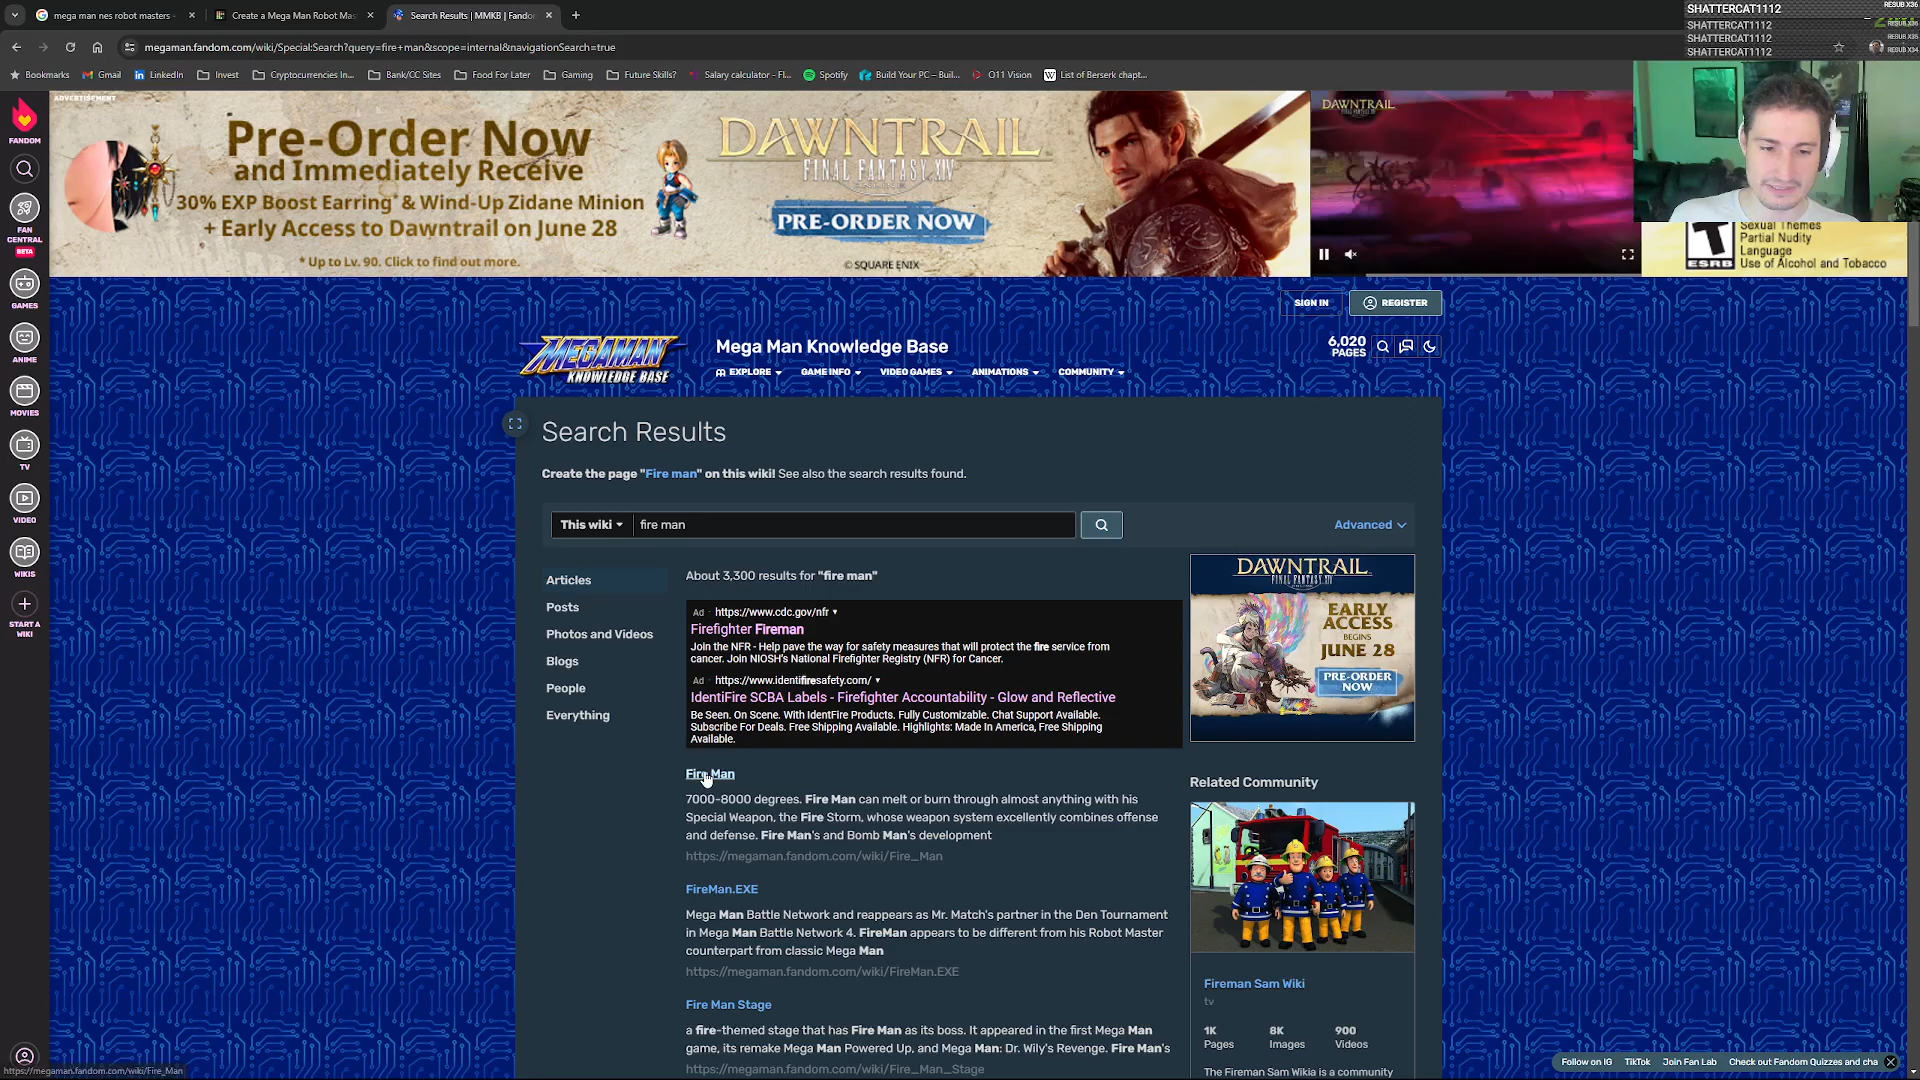 mega man nes robot masters -
Create a Mega Man Robot Mas
Search Results | MMKB | Fandom
SHATTERCAT1112
RESUB X36
SHATTERCAT1112
RESUB X36
SHATTERCAT1112
RESUB X35
SHATTERCAT1112
RESUB X34
megaman.fandom.com/wiki/Special:Search?query=fire+man&scope=internal&navigationSearch=true
Bookmarks Gmail LinkedIn Invest Cryptocurrencies In... Bank/CC Sites Food For Later Gaming Future Skills? Salary calculator - Fl... Spotify Build Your PC – Buil... O11 Vision List of Berserk chapt...
ADVERTISEMENT
Pre-Order Now
and Immediately Receive
30% EXP Boost Earring* & Wind-Up Zidane Minion
+ Early Access to Dawntrail on June 28
* Up to Lv. 90. Click to find out more.
DAWNTRAIL
FINAL FANTASY XIV
ONLINE
PRE-ORDER NOW
© SQUARE ENIX
DAWNTRAIL
T
ESRB
Sexual Themes
Partial Nudity
Language
Use of Alcohol and Tobacco
FANDOM
FAN
CENTRAL
BETA
GAMES
ANIME
MOVIES
TV
VIDEO
WIKIS
START A
WIKI
SIGN IN
REGISTER
MEGAMAN
KNOWLEDGE BASE
Mega Man Knowledge Base
6,020
PAGES
EXPLORE GAME INFO VIDEO GAMES ANIMATIONS COMMUNITY
Search Results
Create the page "Fire man" on this wiki! See also the search results found.
This wiki
fire man
Advanced
Articles
Posts
Photos and Videos
Blogs
People
Everything
About 3,300 results for "fire man"
Ad · https://www.cdc.gov/nfr
Firefighter Fireman
Join the NFR - Help pave the way for safety measures that will protect the fire service from
cancer. Join NIOSH's National Firefighter Registry (NFR) for Cancer.
Ad · https://www.identifiresafety.com/
IdentiFire SCBA Labels - Firefighter Accountability - Glow and Reflective
Be Seen. On Scene. With IdentFire Products. Fully Customizable. Chat Support Available.
Subscribe For Deals. Free Shipping Available. Highlights: Made In America, Free Shipping
Available.
Fire Man
7000-8000 degrees. Fire Man can melt or burn through almost anything with his
Special Weapon, the Fire Storm, whose weapon system excellently combines offense
and defense. Fire Man's and Bomb Man's development
https://megaman.fandom.com/wiki/Fire_Man
FireMan.EXE
Mega Man Battle Network and reappears as Mr. Match's partner in the Den Tournament
in Mega Man Battle Network 4. FireMan appears to be different from his Robot Master
counterpart from classic Mega Man
https://megaman.fandom.com/wiki/FireMan.EXE
Fire Man Stage
a fire-themed stage that has Fire Man as its boss. It appeared in the first Mega Man
game, its remake Mega Man Powered Up, and Mega Man: Dr. Wily's Revenge. Fire Man's
https://megaman.fandom.com/wiki/Fire_Man_Stage
DAWNTRAIL
FINAL FANTASY XIV
EARLY
ACCESS
BEGINS
JUNE 28
PRE-ORDER
NOW
Related Community
Fireman Sam Wiki
tv
1K
Pages
8K
Images
900
Videos
The Fireman Sam Wikia is a community
Follow on IG TikTok Join Fan Lab Check out Fandom Quizzes and cha
https://megaman.fandom.com/wiki/Fire_Man